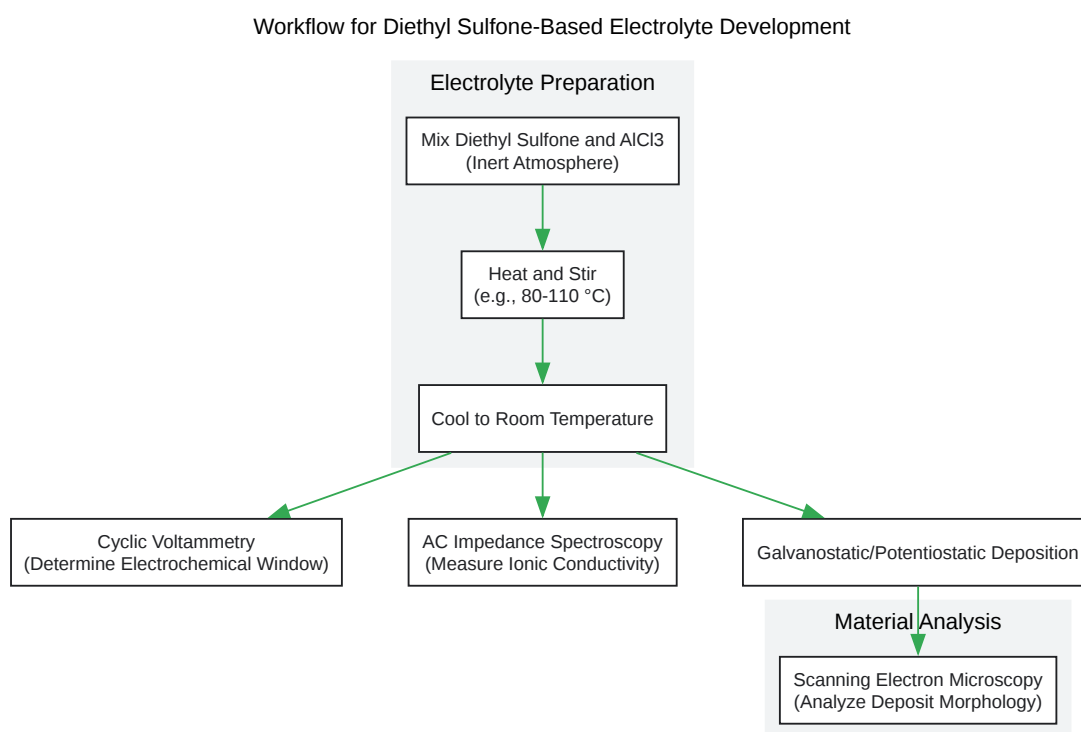 Workflow for Diethyl Sulfone-Based Electrolyte Development
Electrolyte Preparation
Mix Diethyl Sulfone and AlCl3
(Inert Atmosphere)
Heat and Stir
(e.g., 80-110 °C)
Cool to Room Temperature
Cyclic Voltammetry
(Determine Electrochemical Window)
AC Impedance Spectroscopy
(Measure Ionic Conductivity)
Galvanostatic/Potentiostatic Deposition
Material Analysis
Scanning Electron Microscopy
(Analyze Deposit Morphology)